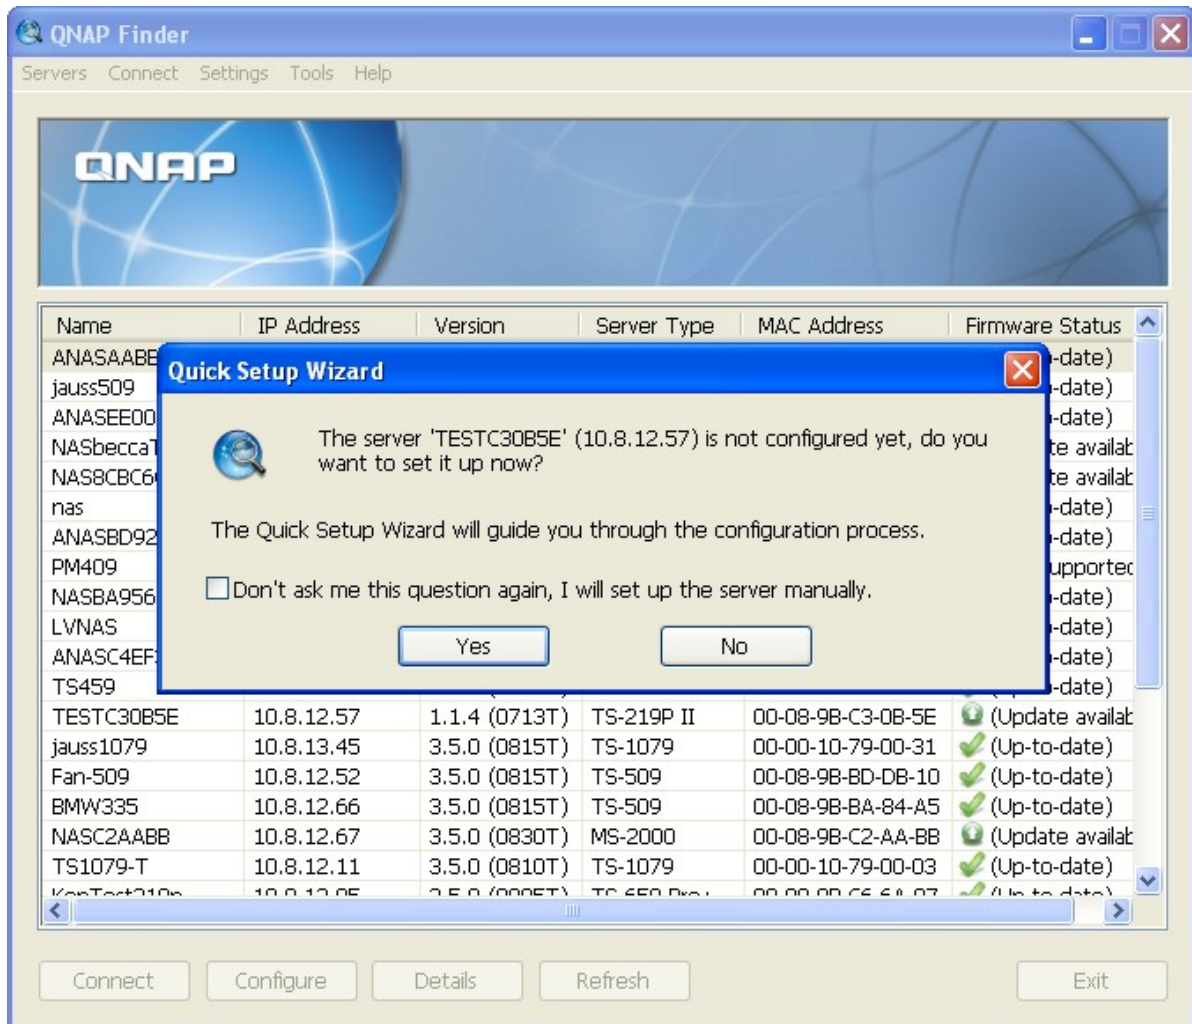 QNAP Finder
Servers Connect Settings Tools Help
QNAP
Name IP Address Version Server Type MAC Address Firmware Status
ANASAABE
jauss509
ANASEE00
NASbeccaT
NAS8CBC6
nas
ANASBD92
PM409
NASBA956
LVNAS
ANASC4EF
TS459
Quick Setup Wizard
The server 'TESTC30B5E' (10.8.12.57) is not configured yet, do you
want to set it up now?
The Quick Setup Wizard will guide you through the configuration process.
Don't ask me this question again, I will set up the server manually.
Yes No
TESTC30B5E 10.8.12.57 1.1.4 (0713T) TS-219P II 00-08-9B-C3-0B-5E (Update availab
jauss1079 10.8.13.45 3.5.0 (0815T) TS-1079 00-00-10-79-00-31 (Up-to-date)
Fan-509 10.8.12.52 3.5.0 (0815T) TS-509 00-08-9B-BD-DB-10 (Up-to-date)
BMW335 10.8.12.66 3.5.0 (0815T) TS-509 00-08-9B-BA-84-A5 (Up-to-date)
NASC2AABB 10.8.12.67 3.5.0 (0830T) MS-2000 00-08-9B-C2-AA-BB (Update availab
TS1079-T 10.8.12.11 3.5.0 (0810T) TS-1079 00-00-10-79-00-03 (Up-to-date)
Connect Configure Details Refresh Exit